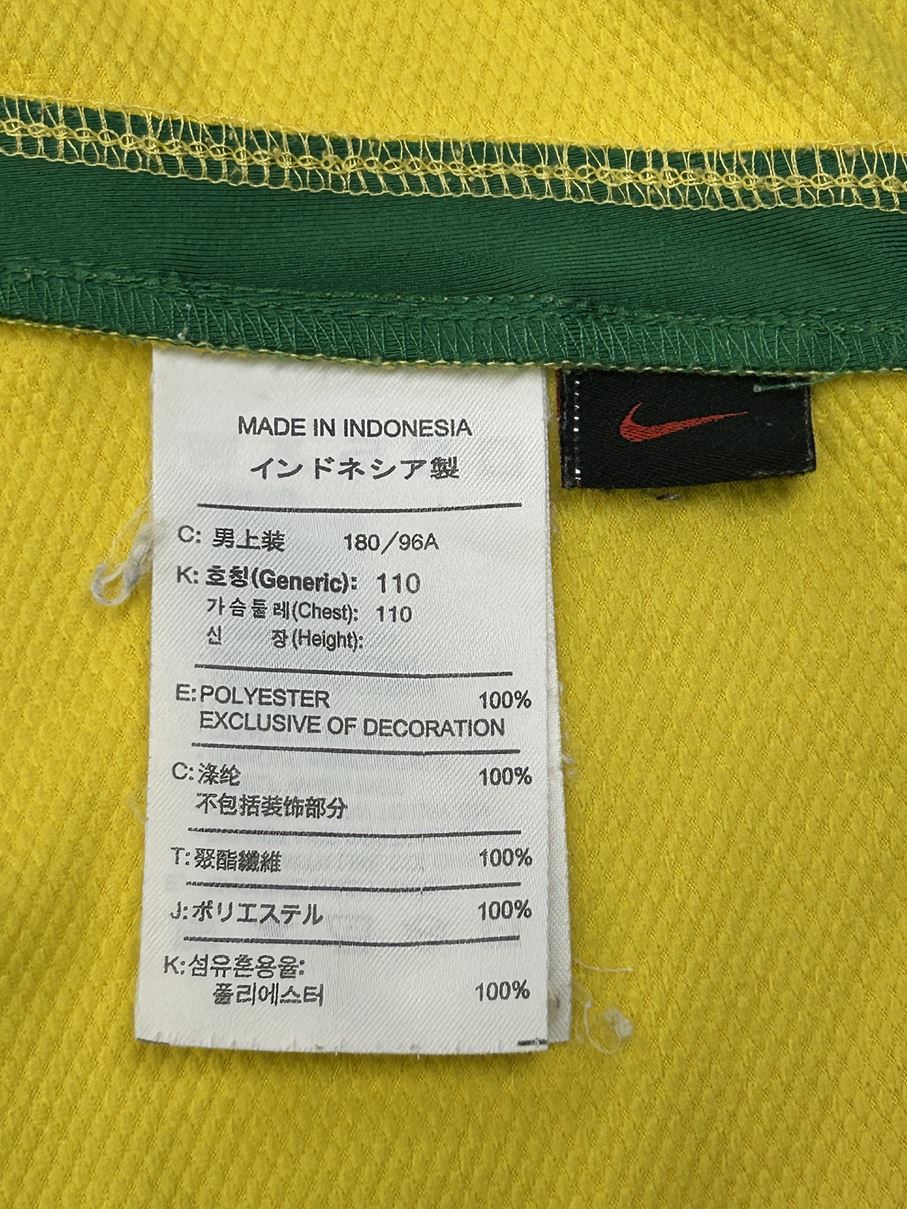 MADE IN INDONESIA
インドネシア製
C: 男上装 180/96A
K: 호칭(Generic): 110
가슴둘레(Chest): 110
신 장(Height):
E: POLYESTER 100%
EXCLUSIVE OF DECORATION
C: 涤纶 100%
不包括装饰部分
T: 聚酯纖維 100%
J: ポリエステル 100%
K: 섬유혼용율:
폴리에스터 100%